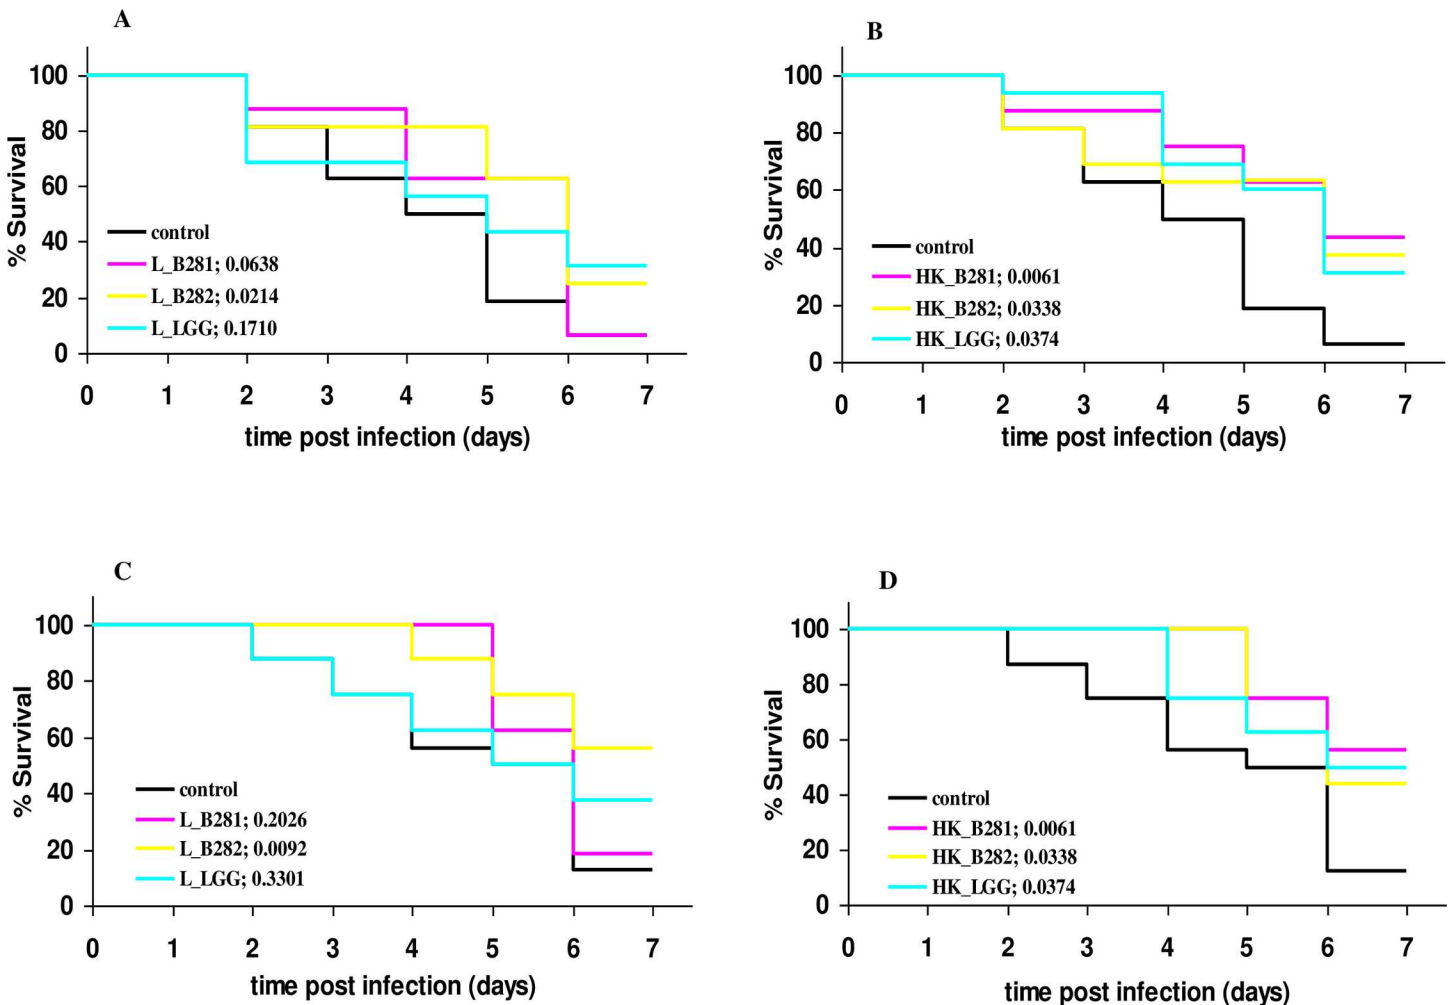 A
% Survival
100
80
60
40
20
0
control
L_B281; 0.0638
L_B282; 0.0214
L_LGG; 0.1710
0 1 2 3 4 5 6 7
time post infection (days)
B
% Survival
100
80
60
40
20
0
control
HK_B281; 0.0061
HK_B282; 0.0338
HK_LGG; 0.0374
0 1 2 3 4 5 6 7
time post infection (days)
C
% Survival
100
80
60
40
20
0
control
L_B281; 0.2026
L_B282; 0.0092
L_LGG; 0.3301
0 1 2 3 4 5 6 7
time post infection (days)
D
% Survival
100
80
60
40
20
0
control
HK_B281; 0.0061
HK_B282; 0.0338
HK_LGG; 0.0374
0 1 2 3 4 5 6 7
time post infection (days)